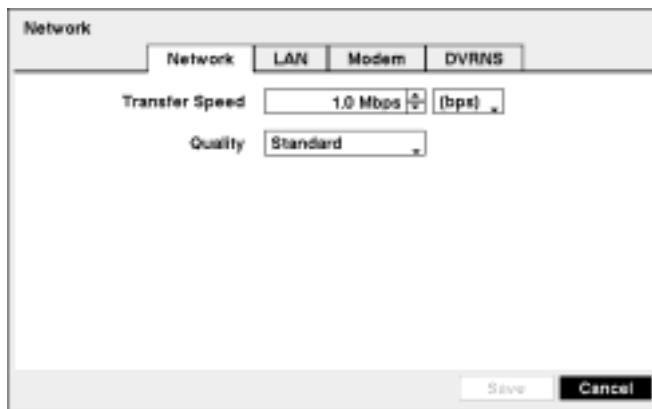 Network
Network LAN Modem DVRNS
Transfer Speed 1.0 Mbps (bps)
Quality Standard
Save Cancel